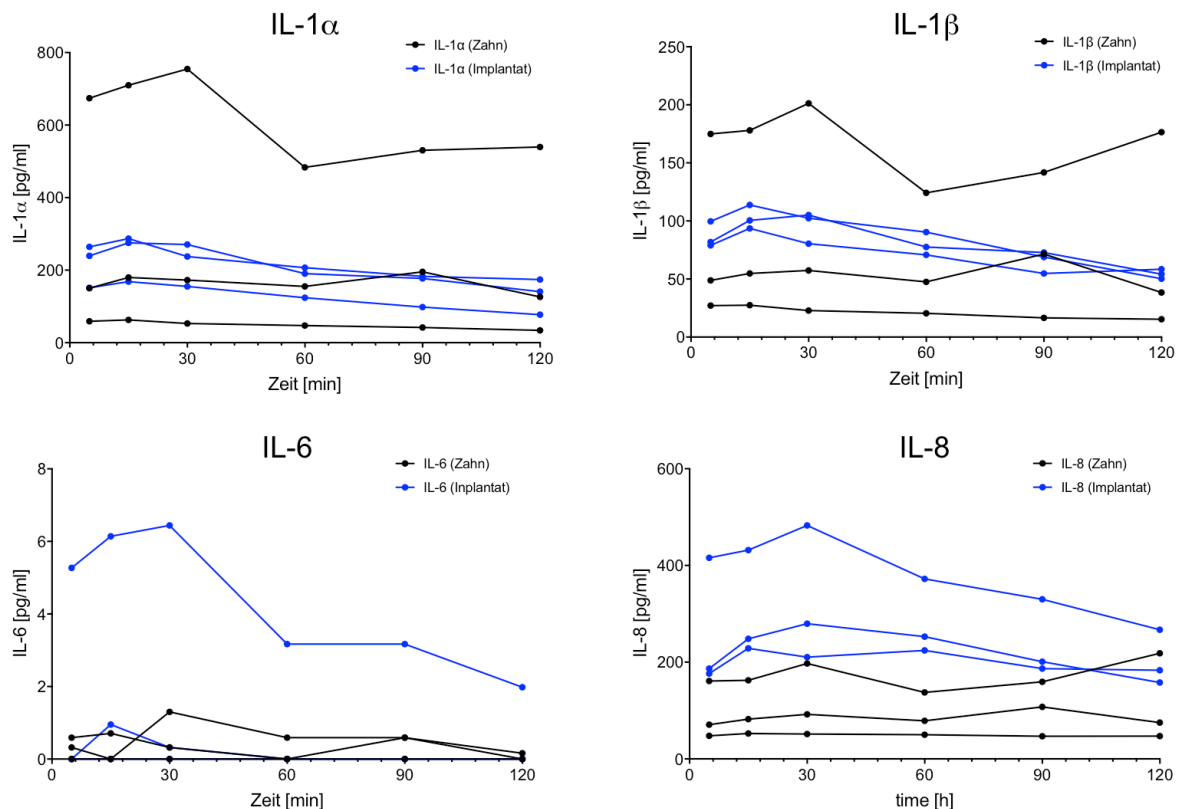 IL-1α
IL-1α (Zahn)
IL-1α (Implantat)
IL-1α [pg/ml]
800
600
400
200
0
0 30 60 90 120
Zeit [min]
IL-1β
IL-1β (Zahn)
IL-1β (Implantat)
IL-1β [pg/ml]
250
200
150
100
50
0
0 30 60 90 120
Zeit [min]
IL-6
IL-6 (Zahn)
IL-6 (Inplantat)
IL-6 [pg/ml]
8
6
4
2
0
0 30 60 90 120
Zeit [min]
IL-8
IL-8 (Zahn)
IL-8 (Implantat)
IL-8 [pg/ml]
600
400
200
0
0 30 60 90 120
time [h]